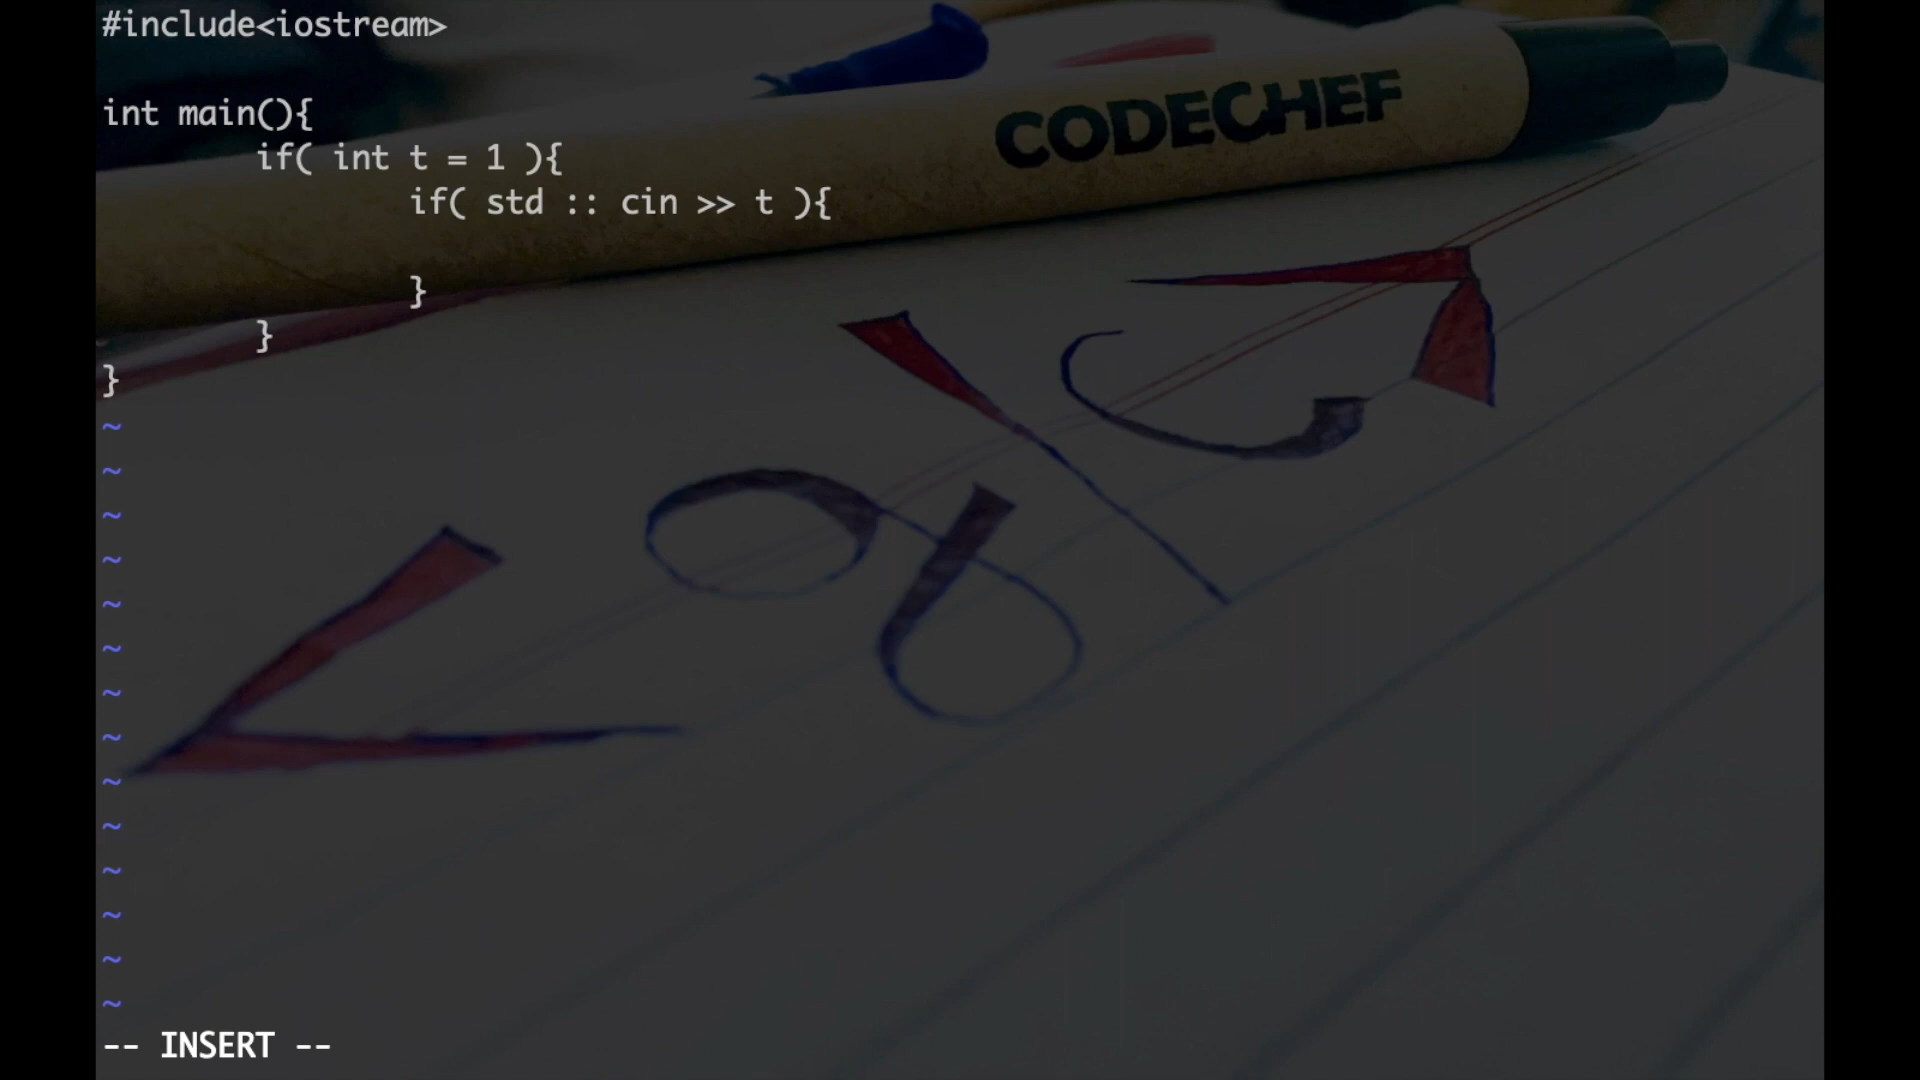 #include<iostream>
int main(){
if( int t = 1 ){
if( std :: cin >> t ){
}
}
}
~
~
~
~
~
~
~
~
~
~
~
~
~
~
-- INSERT --
CODECHEF